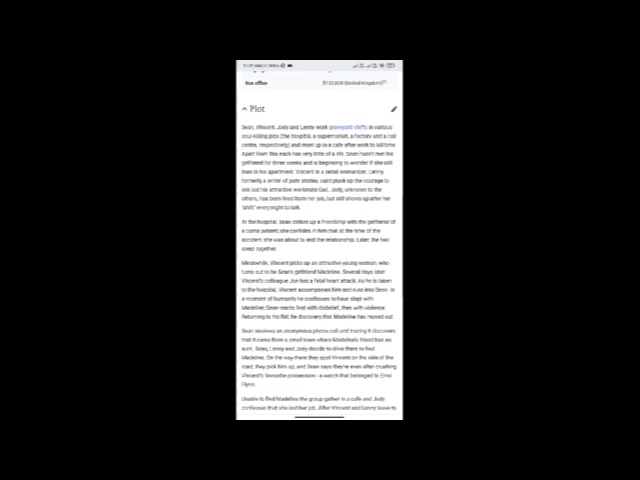 Box office
(United Kingdom)
Plot
Sean, Vincent, Jody and Lenny work graveyard shifts in various
soul-killing jobs (the hospital, a supermarket, a factory and a call
centre, respectively) and meet up in a cafe after work to kill time.
Apart from this each has very little of a life. Sean hasn't met his
girlfriend for three weeks and is beginning to wonder if she still
lives in his apartment. Vincent is a serial womanizer. Lenny,
formerly a writer of porn stories, can't pluck up the courage to
ask out his attractive workmate Gail. Jody, unknown to the
others, has been fired from her job, but still shows up after her
'shift' every night to talk.
At the hospital, Sean strikes up a friendship with the girlfriend of
a coma patient; she confides in him that at the time of the
accident she was about to end the relationship. Later, the two
sleep together.
Meanwhile, Vincent picks up an attractive young woman, who
turns out to be Sean's girlfriend Madeline. Several days later
Vincent's colleague Joe has a fatal heart attack. As he is taken
to the hospital, Vincent accompanies him and runs into Sean. In
a moment of humanity he confesses to have slept with
Madeline; Sean reacts first with disbelief, then with violence.
Returning to his flat, he discovers that Madeline has moved out.
Sean receives an anonymous phone call and tracing it discovers
that it came from a small town where Madeline's friend has an
aunt. Sean, Lenny and Jody decide to drive there to find
Madeline. On the way there they spot Vincent on the side of the
road, they pick him up, and Sean says they're even after crushing
Vincent's favourite possession - a watch that belonged to Errol
Flynn.
Unable to find Madeline the group gather in a cafe and Jody
confesses that she lost her job. After Vincent and Lenny leave to